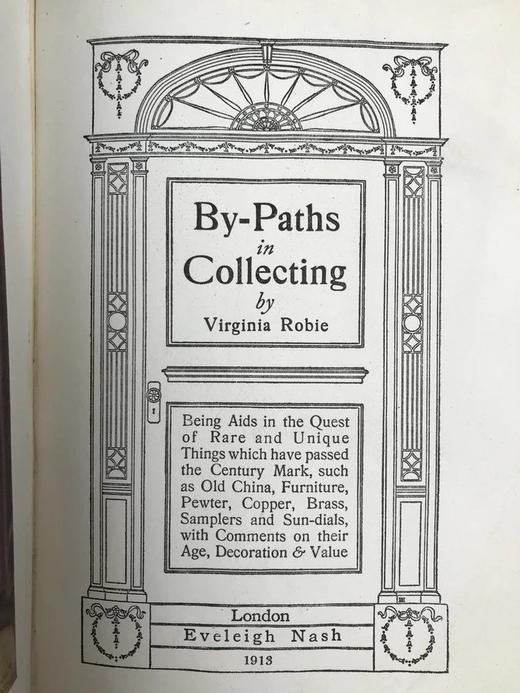 By-Paths
in
Collecting
by
Virginia Robie
Being Aids in the Quest
of Rare and Unique
Things which have passed
the Century Mark, such
as Old China, Furniture,
Pewter, Copper, Brass,
Samplers and Sun-dials,
with Comments on their
Age, Decoration & Value
London
Eveleigh Nash
1913